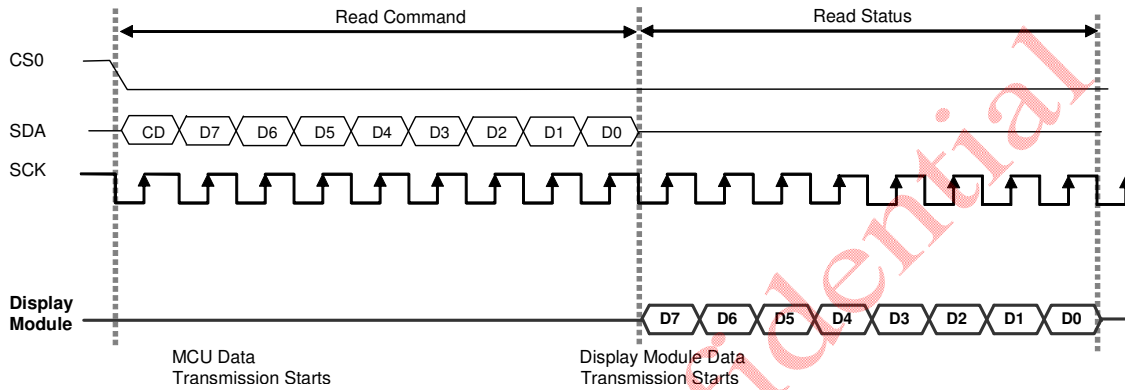 Read Command
Read Status
CS0
SDA
CD D7 D6 D5 D4 D3 D2 D1 D0
SCK
Display
Module
D7 D6 D5 D4 D3 D2 D1 D0
MCU Data
Transmission Starts
Display Module Data
Transmission Starts
fidential